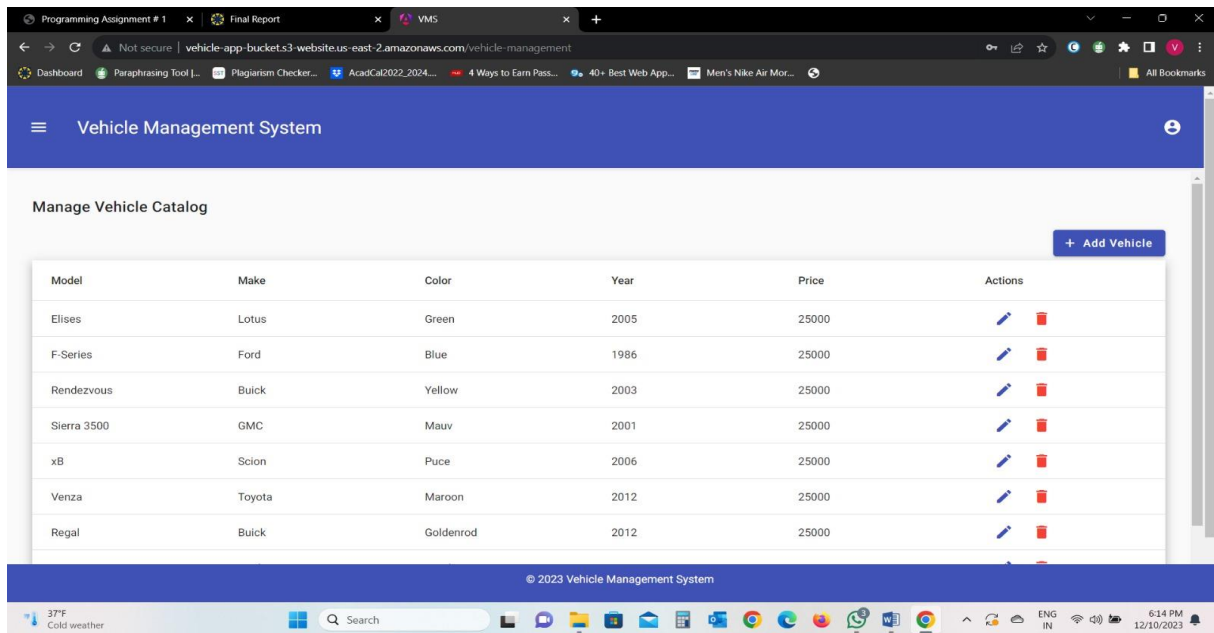 Programming Assignment # 1 Final Report VMS
Not secure vehicle-app-bucket.s3-website.us-east-2.amazonaws.com/vehicle-management
Dashboard Paraphrasing Tool |... Plagiarism Checker... AcadCal2022_2024.... 4 Ways to Earn Pass... 40+ Best Web App... Men's Nike Air Mor... All Bookmarks
Vehicle Management System
Manage Vehicle Catalog
+ Add Vehicle
Model Make Color Year Price Actions
Elises Lotus Green 2005 25000
F-Series Ford Blue 1986 25000
Rendezvous Buick Yellow 2003 25000
Sierra 3500 GMC Mauv 2001 25000
xB Scion Puce 2006 25000
Venza Toyota Maroon 2012 25000
Regal Buick Goldenrod 2012 25000
© 2023 Vehicle Management System
37°F Search ENG 6:14 PM
Cold weather IN 12/10/2023